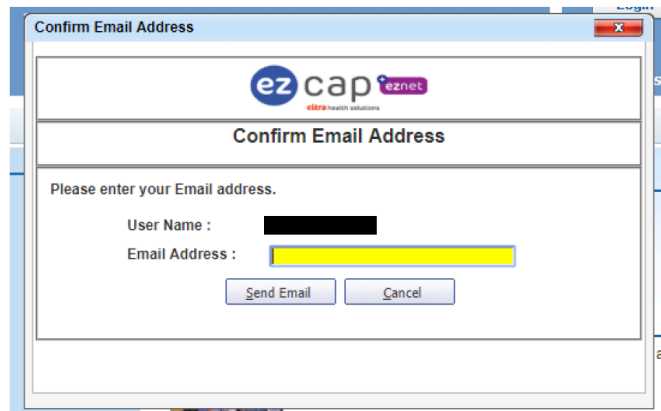 Login
Confirm Email Address
x
ez cap eznet
citra health solutions
Confirm Email Address
Please enter your Email address.
User Name :
Email Address :
Send Email Cancel